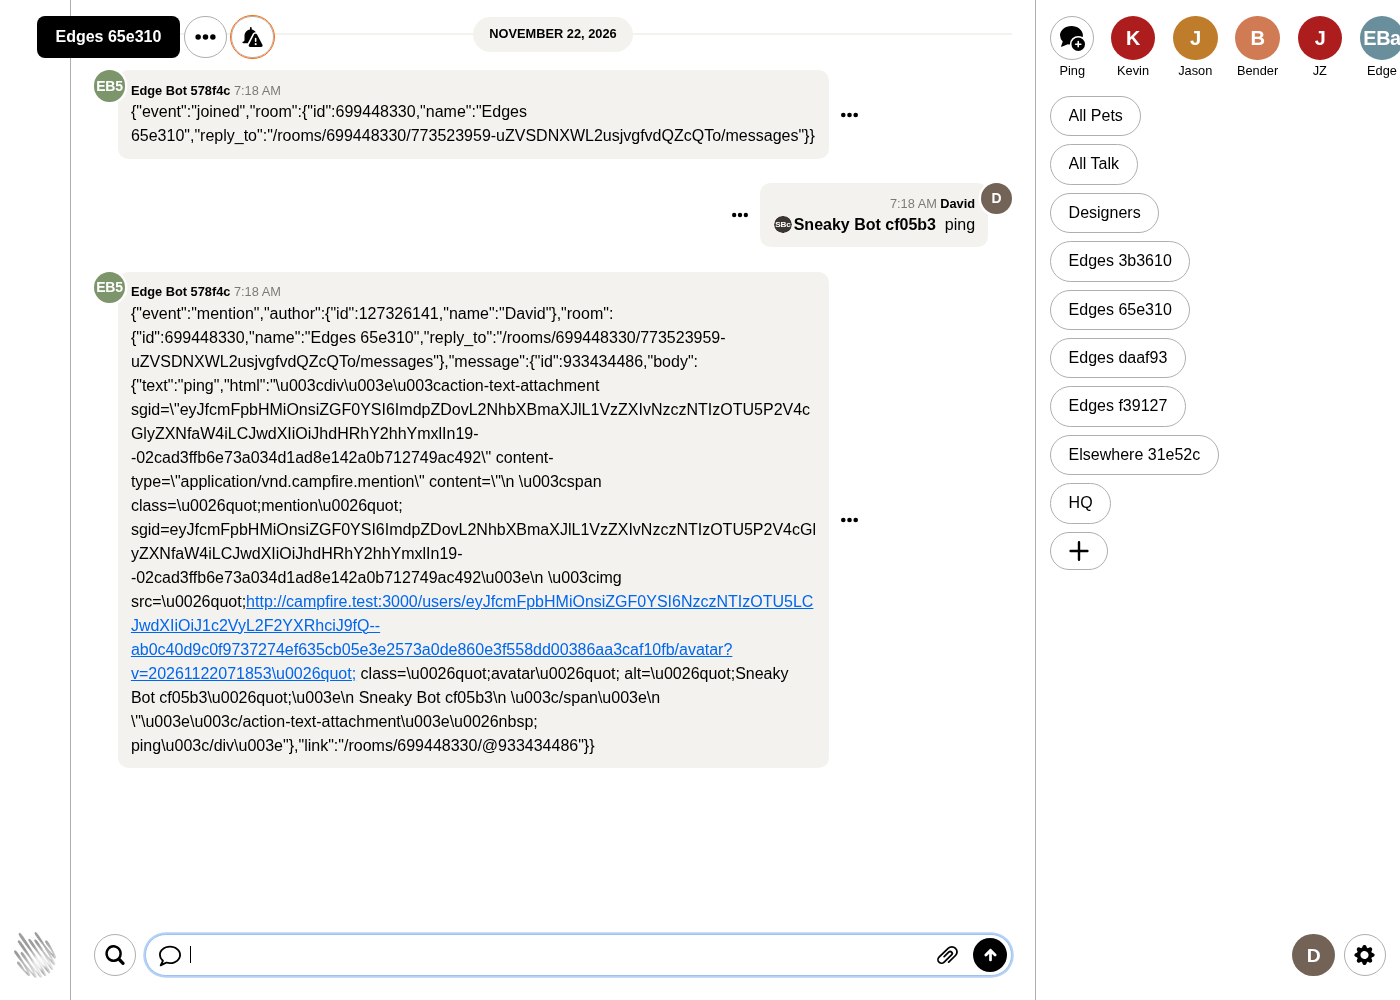 Edges 65e310
NOVEMBER 22, 2026
EB5
Edge Bot 578f4c 7:18 AM
{"event":"joined","room":{"id":699448330,"name":"Edges
65e310","reply_to":"/rooms/699448330/773523959-uZVSDNXWL2usjvgfvdQZcQTo/messages"}}
7:18 AM David
D
SBc Sneaky Bot cf05b3 ping
EB5
Edge Bot 578f4c 7:18 AM
{"event":"mention","author":{"id":127326141,"name":"David"},"room":
{"id":699448330,"name":"Edges 65e310","reply_to":"/rooms/699448330/773523959-
uZVSDNXWL2usjvgfvdQZcQTo/messages"},"message":{"id":933434486,"body":
{"text":"ping","html":"\u003cdiv\u003e\u003caction-text-attachment
sgid=\"eyJfcmFpbHMiOnsiZGF0YSI6ImdpZDovL2NhbXBmaXJlL1VzZXIvNzczNTIzOTU5P2V4c
GlyZXNfaW4iLCJwdXIiOiJhdHRhY2hhYmxlIn19-
-02cad3ffb6e73a034d1ad8e142a0b712749ac492\" content-
type=\"application/vnd.campfire.mention\" content=\"\n \u003cspan
class=\u0026quot;mention\u0026quot;
sgid=eyJfcmFpbHMiOnsiZGF0YSI6ImdpZDovL2NhbXBmaXJlL1VzZXIvNzczNTIzOTU5P2V4cGl
yZXNfaW4iLCJwdXIiOiJhdHRhY2hhYmxlIn19-
-02cad3ffb6e73a034d1ad8e142a0b712749ac492\u003e\n \u003cimg
src=\u0026quot;http://campfire.test:3000/users/eyJfcmFpbHMiOnsiZGF0YSI6NzczNTIzOTU5LC
JwdXIiOiJ1c2VyL2F2YXRhciJ9fQ--
ab0c40d9c0f9737274ef635cb05e3e2573a0de860e3f558dd00386aa3caf10fb/avatar?
v=20261122071853\u0026quot; class=\u0026quot;avatar\u0026quot; alt=\u0026quot;Sneaky
Bot cf05b3\u0026quot;\u003e\n Sneaky Bot cf05b3\n \u003c/span\u003e\n
\"\u003e\u003c/action-text-attachment\u003e\u0026nbsp;
ping\u003c/div\u003e"},"link":"/rooms/699448330/@933434486"}}
K J B J EBa
Ping Kevin Jason Bender JZ Edge
All Pets
All Talk
Designers
Edges 3b3610
Edges 65e310
Edges daaf93
Edges f39127
Elsewhere 31e52c
HQ
D